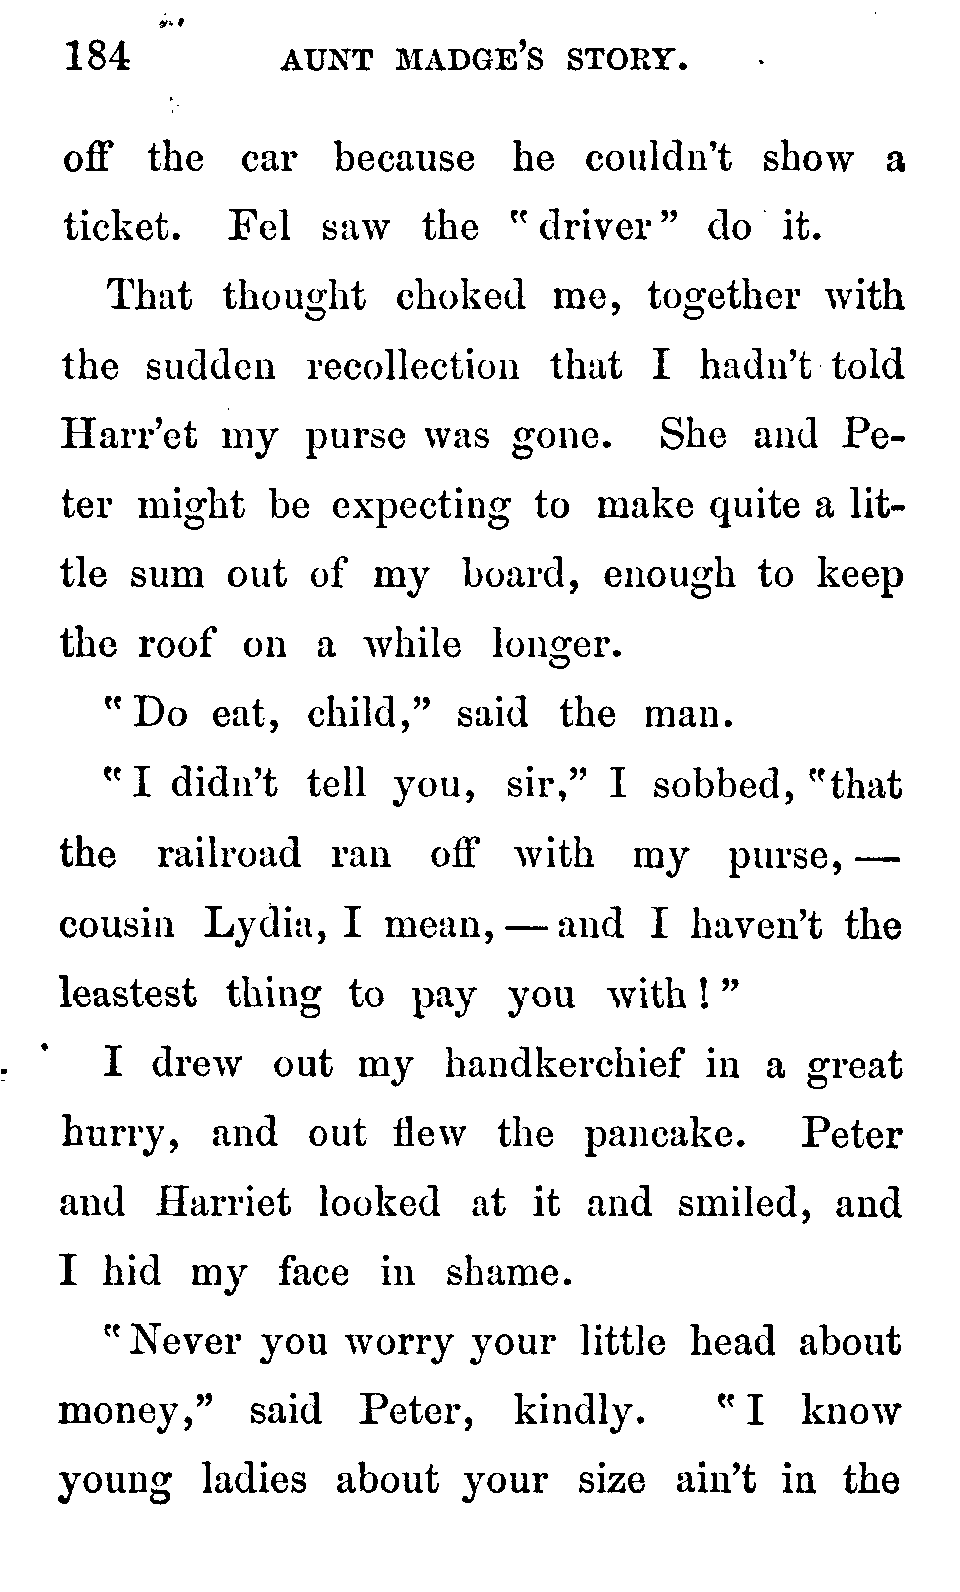 184 AUNT MADGE'S STORY.
off the car because he couldn't show a
ticket. Fel saw the "driver" do it.
That thought choked me, together with
the sudden recollection that I hadn't told
Harr'et my purse was gone. She and Pe-
ter might be expecting to make quite a lit-
tle sum out of my board, enough to keep
the roof on a while longer.
"Do eat, child," said the man.
"I didn't tell you, sir," I sobbed, "that
the railroad ran off with my purse, —
cousin Lydia, I mean, — and I haven't the
leastest thing to pay you with!"
I drew out my handkerchief in a great
hurry, and out flew the pancake. Peter
and Harriet looked at it and smiled, and
I hid my face in shame.
"Never you worry your little head about
money," said Peter, kindly. "I know
young ladies about your size ain't in the